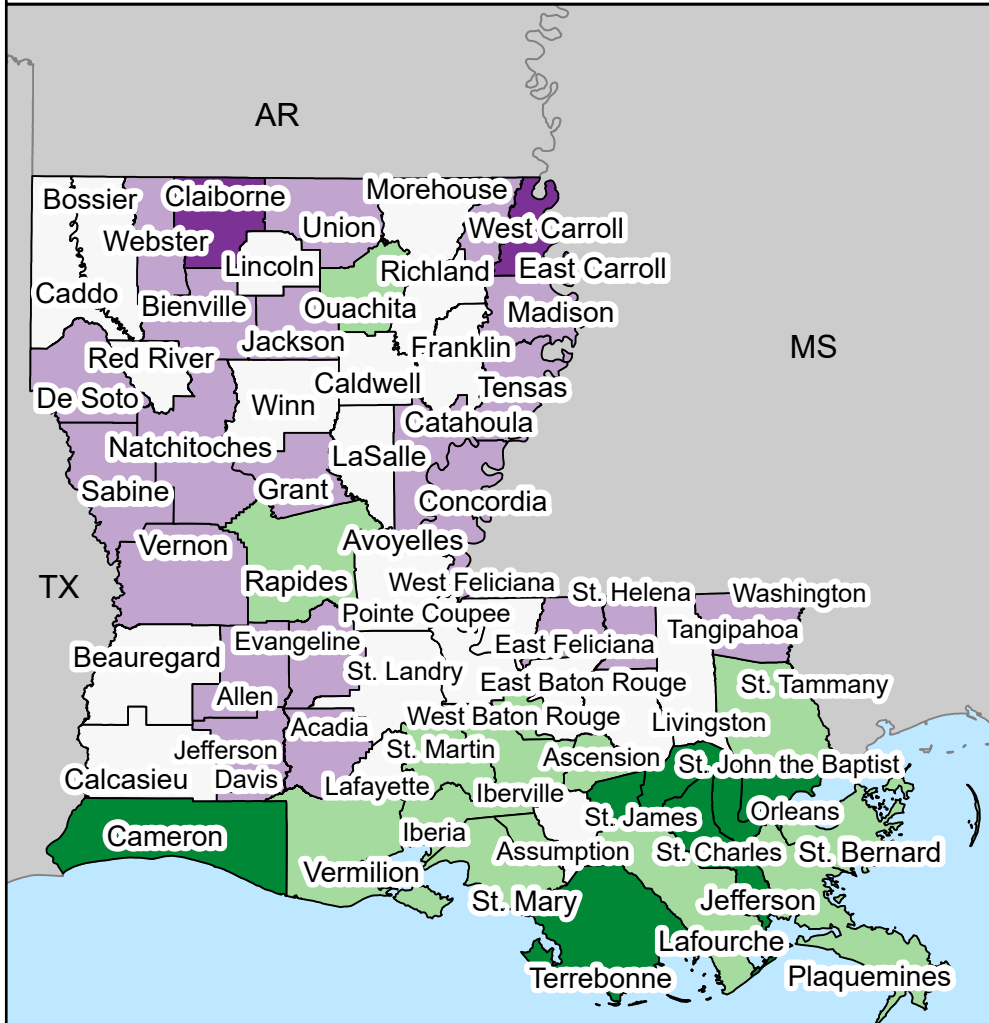 AR
Morehouse
Claiborne
Bossier
Union
West Carroll
Webster
Lincoln
Richland
East Carroll
Caddo
Bienville
Ouachita
Madison
Jackson
Franklin
MS
Red River
Caldwell
Tensas
De Soto
Winn
Catahoula
Natchitoches
LaSalle
Sabine
Grant
Concordia
Vernon
Avoyelles
TX
Rapides
West Feliciana
St. Helena
Washington
Pointe Coupee
Tangipahoa
Evangeline
East Feliciana
Beauregard
St. Landry
East Baton Rouge
St. Tammany
Allen
West Baton Rouge
Livingston
Acadia
Jefferson
Davis
St. Martin
Ascension
St. John the Baptist
Calcasieu
Lafayette
Iberville
Orleans
St. James
Cameron
Iberia
Assumption
St. Charles
St. Bernard
Vermilion
St. Mary
Jefferson
Lafourche
Terrebonne
Plaquemines